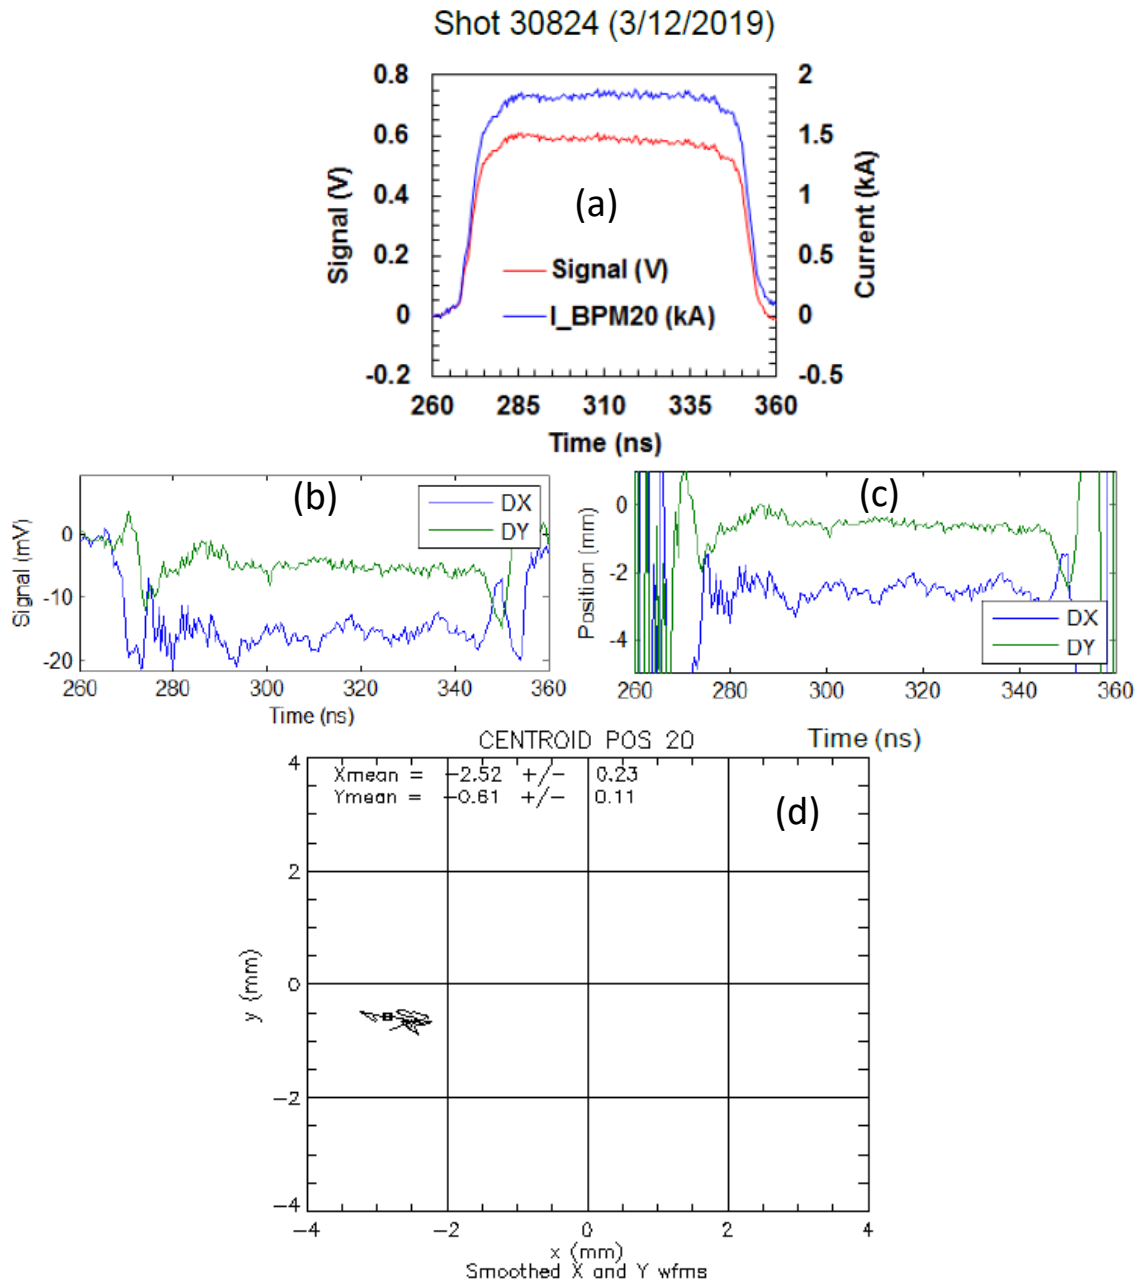 Shot 30824 (3/12/2019)
0.8
0.6
0.4
0.2
0
-0.2
Signal (V)
2
1.5
1
0.5
0
-0.5
Current (kA)
(a)
Signal (V)
I_BPM20 (kA)
260 285 310 335 360
Time (ns)
(b)
DX
DY
0
-10
-20
Signal (mV)
260 280 300 320 340 360
Time (ns)
(c)
0
-2
-4
Position (mm)
DX
DY
260 280 300 320 340 360
Time (ns)
CENTROID POS 20
Xmean = -2.52 +/- 0.23
Ymean = -0.61 +/- 0.11
(d)
4
2
0
-2
-4
y (mm)
-4 -2 0 2 4
x (mm)
Smoothed X and Y wfms